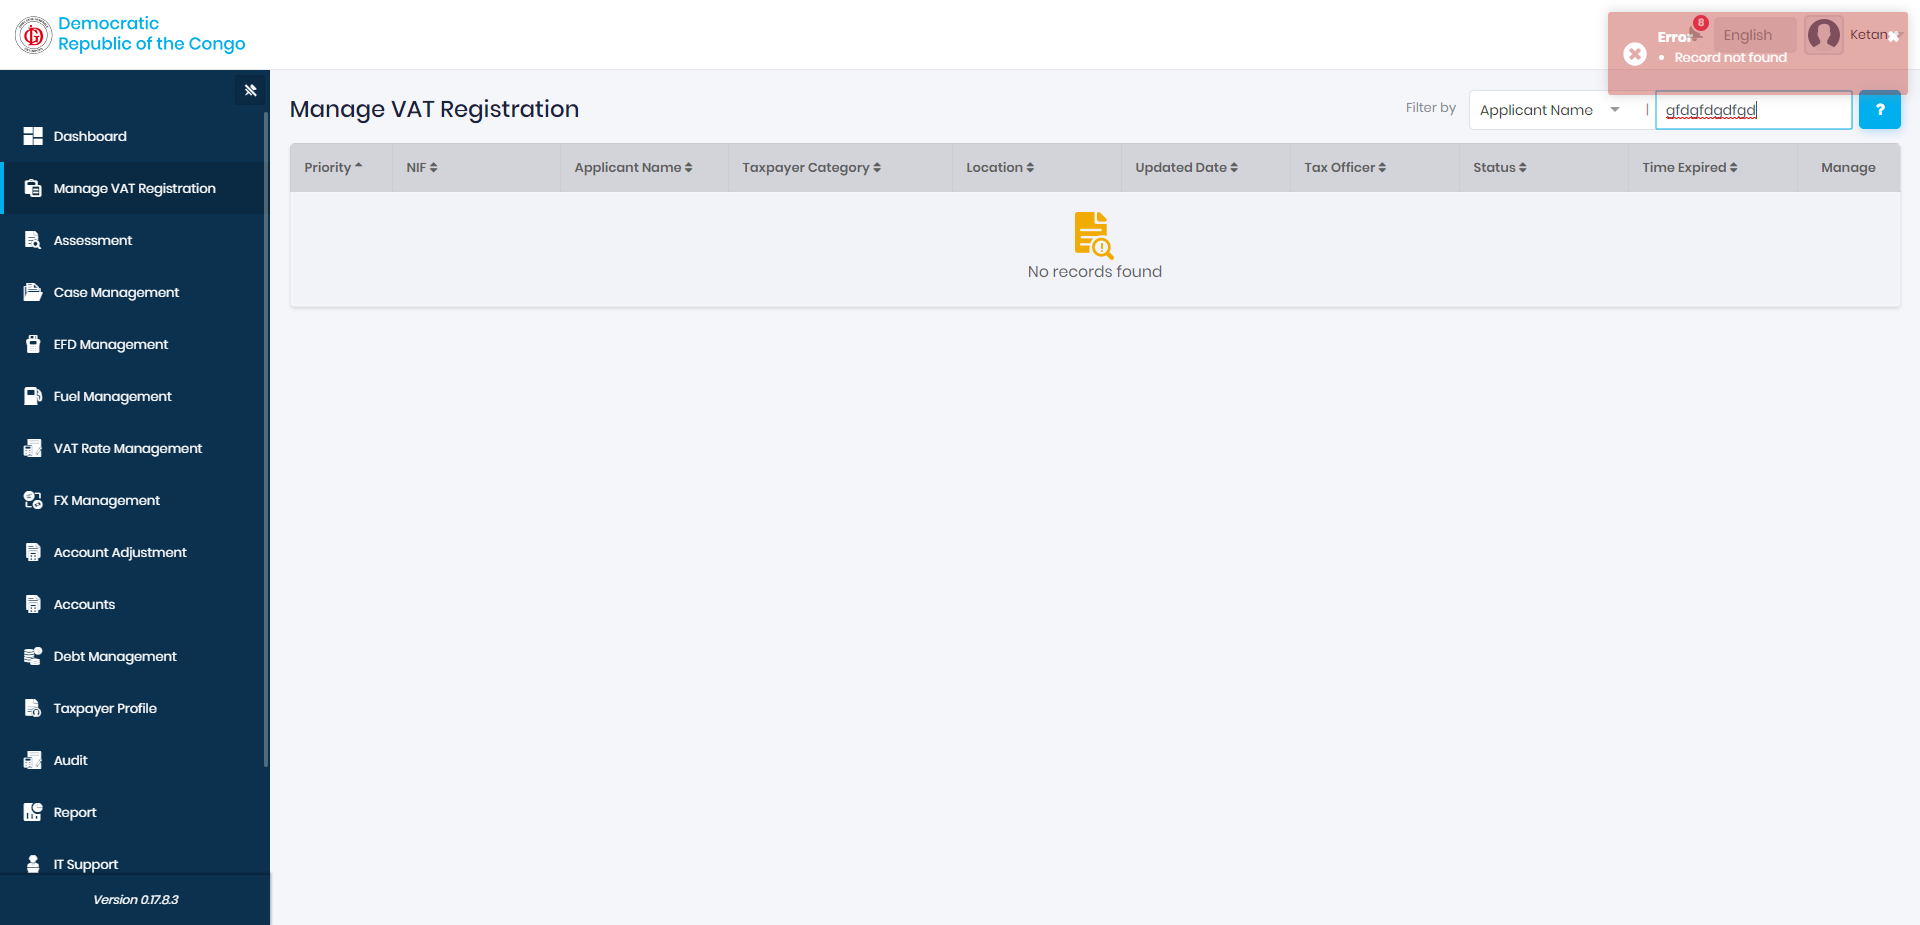 Democratic
Republic of the Congo
8
English
Ketan
Error
Record not found
Manage VAT Registration
Filter by
Applicant Name
|
gfdgfdgdfgd
?
Priority
NIF
Applicant Name
Taxpayer Category
Location
Updated Date
Tax Officer
Status
Time Expired
Manage
No records found
Dashboard
Manage VAT Registration
Assessment
Case Management
EFD Management
Fuel Management
VAT Rate Management
FX Management
Account Adjustment
Accounts
Debt Management
Taxpayer Profile
Audit
Report
IT Support
Version 0.17.8.3